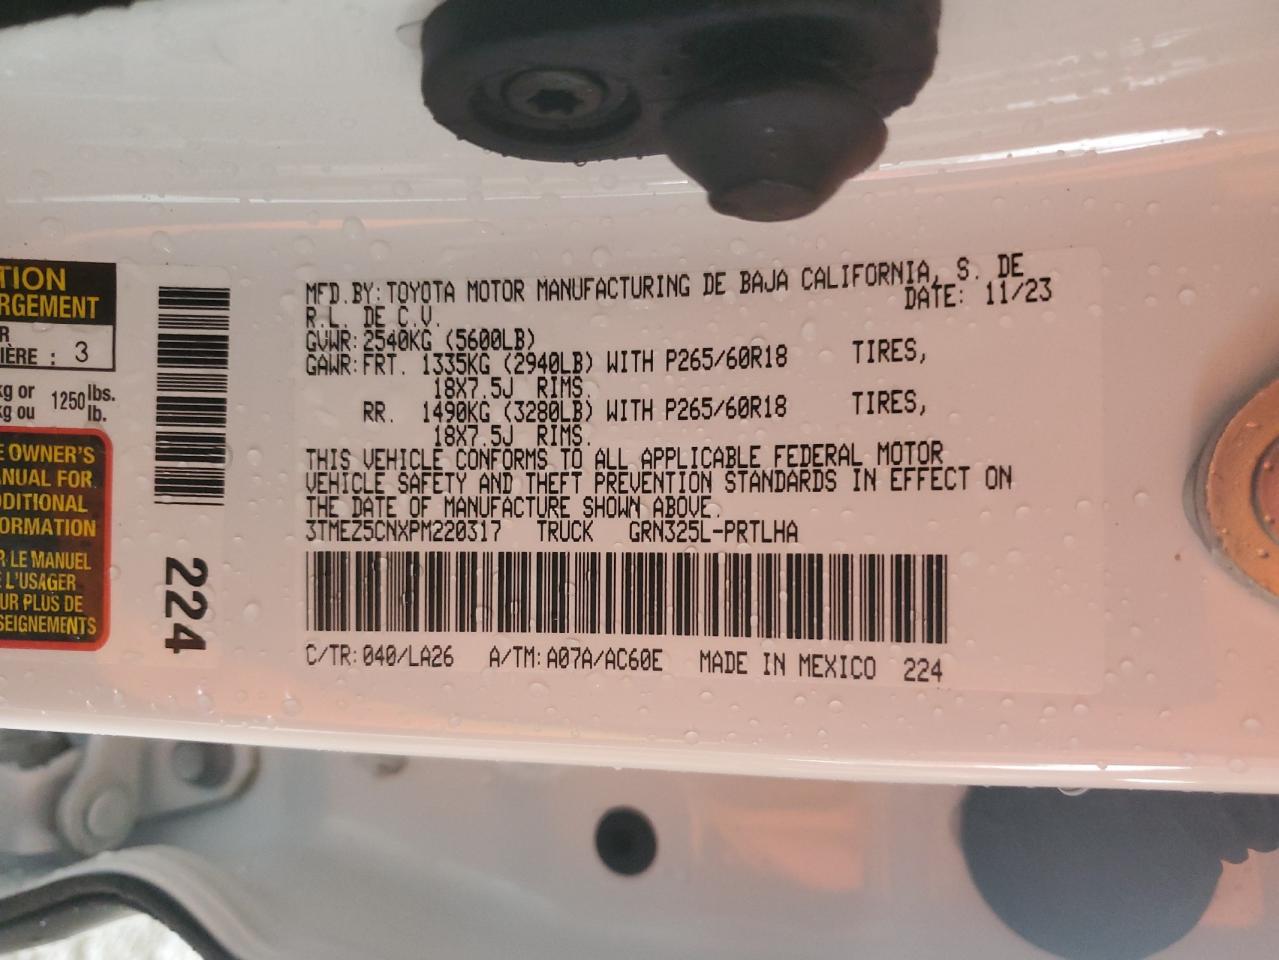 TION
RGEMENT
R
IÈRE : 3
kg or 1250 lbs.
kg ou lb.
E OWNER'S
ANUAL FOR
DDITIONAL
FORMATION
R LE MANUEL
E L'USAGER
UR PLUS DE
SEIGNEMENTS
224
MFD.BY:TOYOTA MOTOR MANUFACTURING DE BAJA CALIFORNIA, S. DE
R.L. DE C.V. DATE: 11/23
GVWR:2540KG (5600LB)
GAWR:FRT. 1335KG (2940LB) WITH P265/60R18 TIRES,
18X7.5J RIMS.
RR. 1490KG (3280LB) WITH P265/60R18 TIRES,
18X7.5J RIMS.
THIS VEHICLE CONFORMS TO ALL APPLICABLE FEDERAL MOTOR
VEHICLE SAFETY AND THEFT PREVENTION STANDARDS IN EFFECT ON
THE DATE OF MANUFACTURE SHOWN ABOVE.
3TMEZ5CNXPM220317 TRUCK GRN325L-PRTLHA
C/TR:040/LA26 A/TM:A07A/AC60E MADE IN MEXICO 224